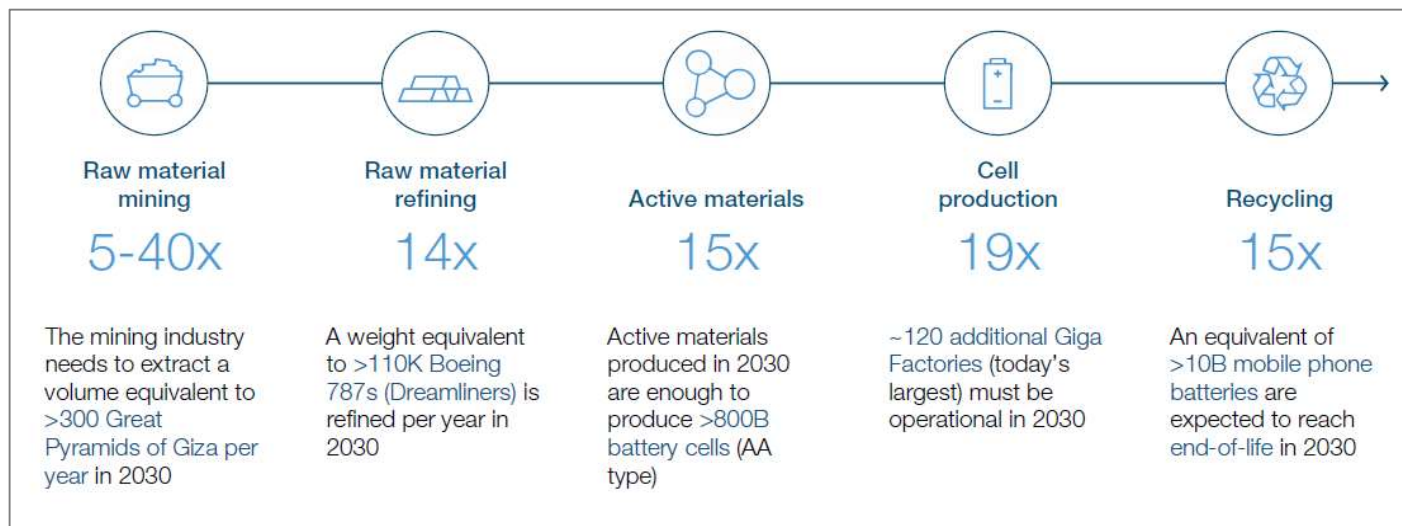 Raw material
mining
5-40x
The mining industry
needs to extract a
volume equivalent to
>300 Great
Pyramids of Giza per
year in 2030
Raw material
refining
14x
A weight equivalent
to >110K Boeing
787s (Dreamliners) is
refined per year in
2030
Active materials
15x
Active materials
produced in 2030
are enough to
produce >800B
battery cells (AA
type)
Cell
production
19x
~120 additional Giga
Factories (today's
largest) must be
operational in 2030
Recycling
15x
An equivalent of
>10B mobile phone
batteries are
expected to reach
end-of-life in 2030